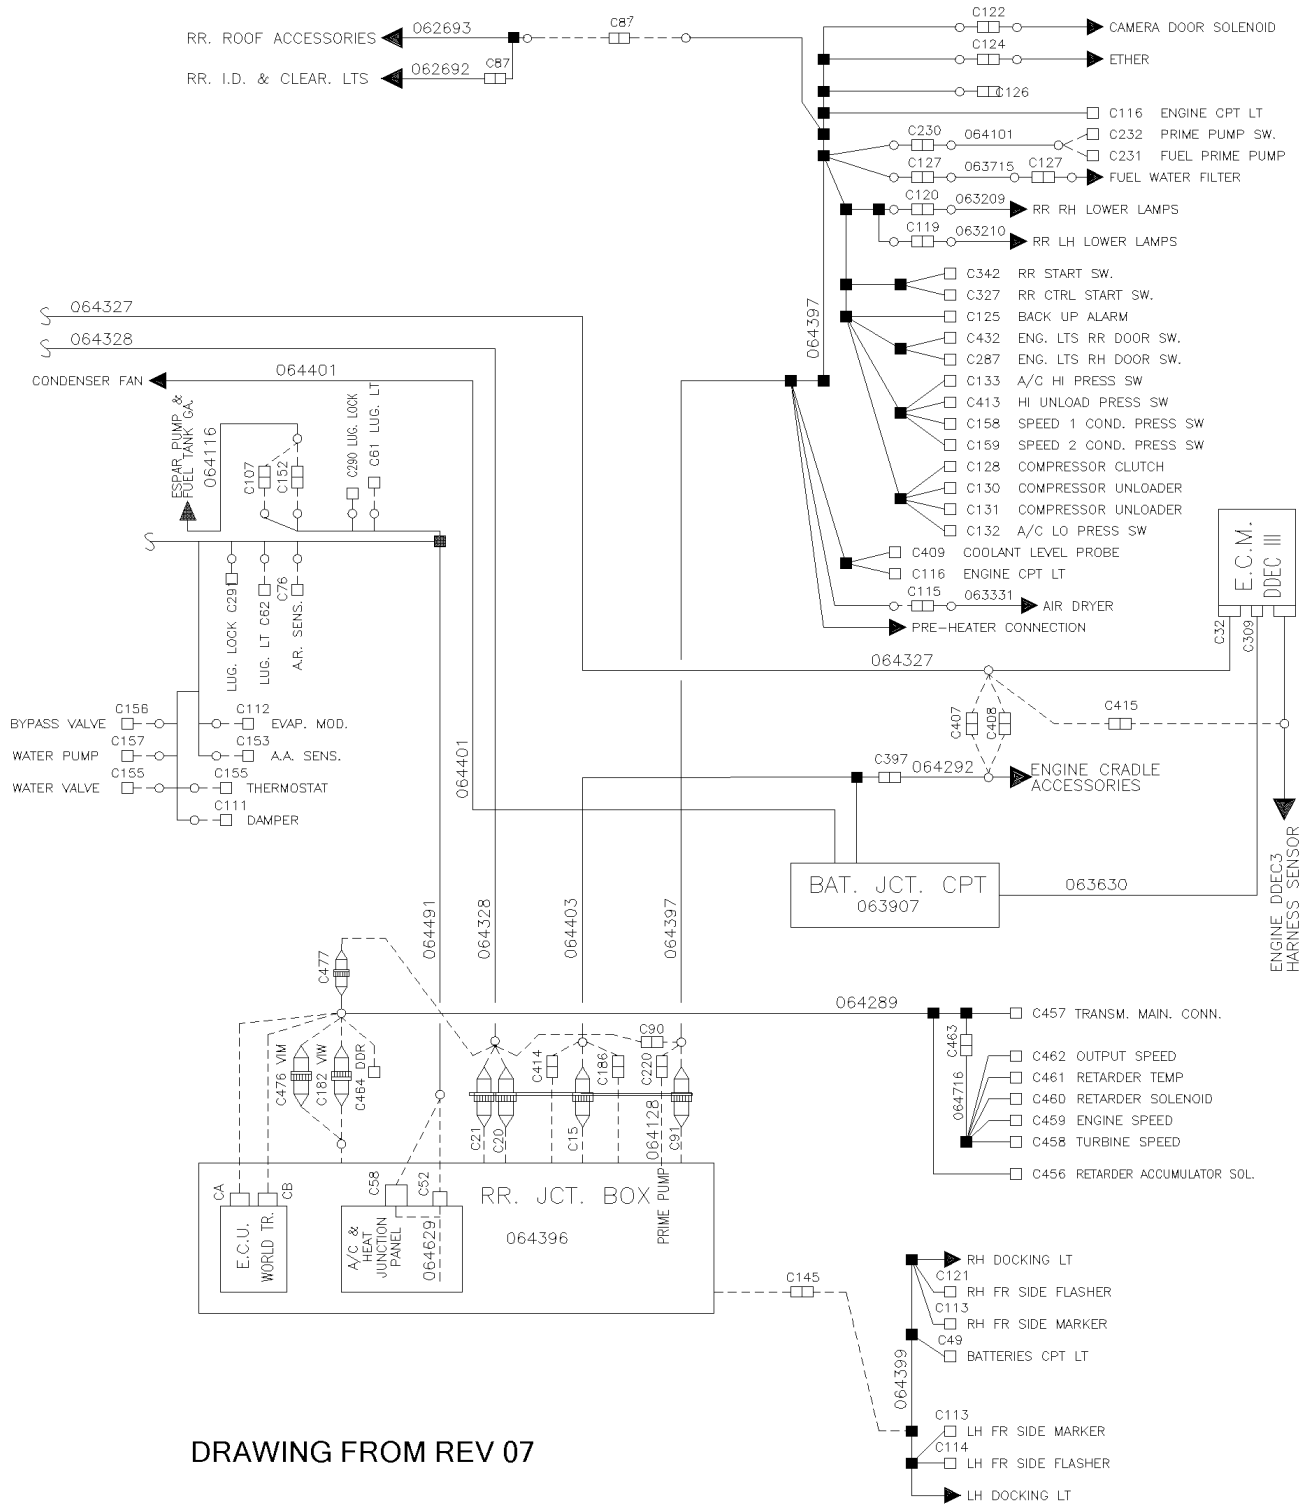 RR. ROOF ACCESSORIES 062693 C87
RR. I.D. & CLEAR. LTS 062692 C87
C122 CAMERA DOOR SOLENOID
C124 ETHER
C126
C116 ENGINE CPT LT
C230 064101 C232 PRIME PUMP SW.
C231 FUEL PRIME PUMP
C127 063715 C127 FUEL WATER FILTER
C120 063209 RR RH LOWER LAMPS
C119 063210 RR LH LOWER LAMPS
C342 RR START SW.
C327 RR CTRL START SW.
C125 BACK UP ALARM
C432 ENG. LTS RR DOOR SW.
C287 ENG. LTS RH DOOR SW.
C133 A/C HI PRESS SW
C413 HI UNLOAD PRESS SW
C158 SPEED 1 COND. PRESS SW
C159 SPEED 2 COND. PRESS SW
C128 COMPRESSOR CLUTCH
C130 COMPRESSOR UNLOADER
C131 COMPRESSOR UNLOADER
C132 A/C LO PRESS SW
C409 COOLANT LEVEL PROBE
C116 ENGINE CPT LT
C115 063331 AIR DRYER
PRE-HEATER CONNECTION
064397
064327
064328
CONDENSER FAN 064401
ESPAR PUMP &
FUEL TANK GA.
064116
C107
C152
C290 LUG. LOCK
C61 LUG. LT
LUG. LOCK C291
LUG. LT C62
A.R. SENS. C76
E.C.M.
DDEC III
C32
C309
064327
C407
C408
C415
BYPASS VALVE C156
C112 EVAP. MOD.
WATER PUMP C157
C153 A.A. SENS.
WATER VALVE C155
C155 THERMOSTAT
C111 DAMPER
064401
C397 064292 ENGINE CRADLE
ACCESSORIES
BAT. JCT. CPT
063907
063630
ENGINE DDEC3
HARNESS SENSOR
064491
064328
064403
064397
C477
064289
C457 TRANSM. MAIN. CONN.
C463
C462 OUTPUT SPEED
C461 RETARDER TEMP
C460 RETARDER SOLENOID
C459 ENGINE SPEED
C458 TURBINE SPEED
C456 RETARDER ACCUMULATOR SOL.
064716
C476 VIM
C182 VIW
C464 DDR
C414
C186
C90
C220
C21
C20
C15
064128
C91
PRIME PUMP
CA
CB
E.C.U.
WORLD TR.
C58
C52
A/C &
HEAT
JUNCTION
PANEL
064629
RR. JCT. BOX
064396
C145
RH DOCKING LT
C121
RH FR SIDE FLASHER
C113
RH FR SIDE MARKER
C49
BATTERIES CPT LT
064399
C113
LH FR SIDE MARKER
C114
LH FR SIDE FLASHER
LH DOCKING LT
DRAWING FROM REV 07